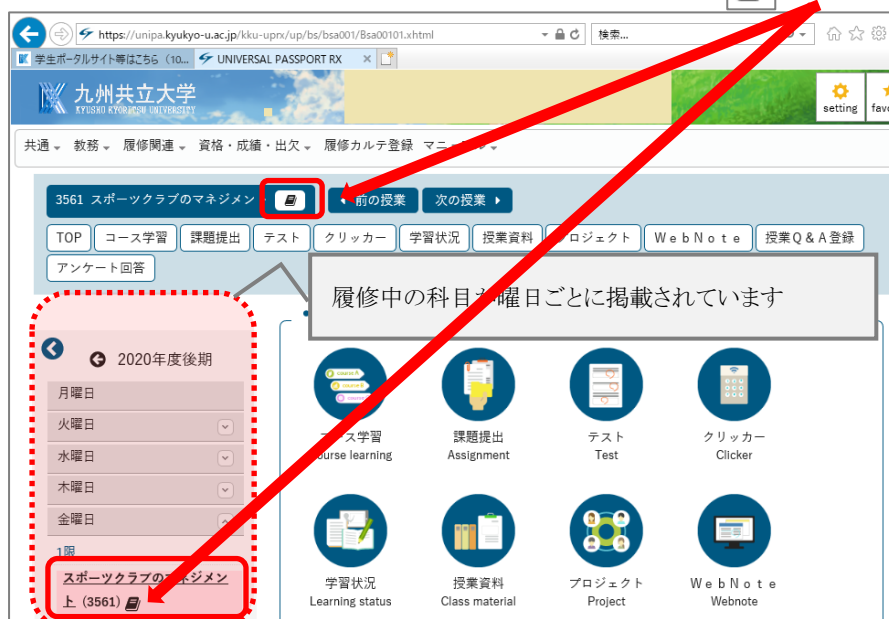 https://unipa.kyukyo-u.ac.jp/kku-uprx/up/bs/bsa001/Bsa00101.xhtml
検索...
学生ポータルサイト等はこちら (10...
UNIVERSAL PASSPORT RX
九州共立大学
KYUSHU KYORITSU UNIVERSITY
setting
共通
教務
履修関連
資格・成績・出欠
履修カルテ登録
3561 スポーツクラブのマネジメン
前の授業
次の授業
TOP
コース学習
課題提出
テスト
クリッカー
学習状況
授業資料
ロジェクト
WebNote
授業Q&A登録
アンケート回答
履修中の科目が曜日ごとに掲載されています
2020年度後期
月曜日
火曜日
水曜日
木曜日
金曜日
1限
スポーツクラブのマネジメン
ト (3561)
コース学習
Course learning
課題提出
Assignment
テスト
Test
クリッカー
Clicker
学習状況
Learning status
授業資料
Class material
プロジェクト
Project
WebNote
Webnote